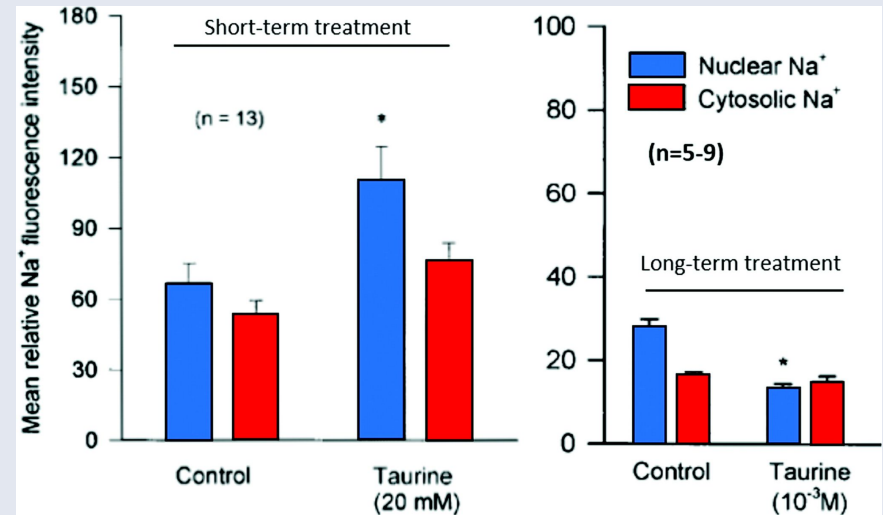 Mean relative Na⁺ fluorescence intensity
180
150
120
90
60
30
0
Short-term treatment
(n = 13)
*
Control
Taurine
(20 mM)
100
80
60
40
20
0
Nuclear Na⁺
Cytosolic Na⁺
(n=5-9)
Long-term treatment
*
Control
Taurine
(10⁻³M)